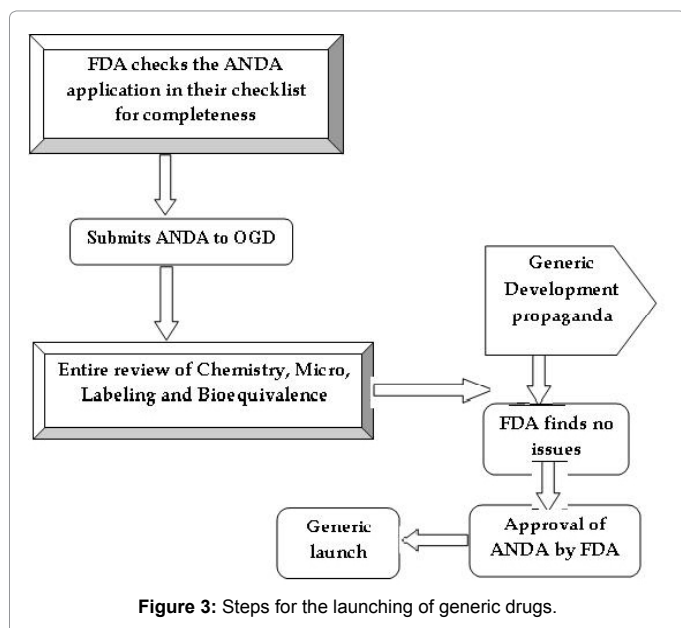 FDA checks the ANDA
application in their checklist
for completeness
Submits ANDA to OGD
Generic
Development
propaganda
Entire review of Chemistry, Micro,
Labeling and Bioequivalence
FDA finds no
issues
Approval of
ANDA by FDA
Generic
launch
Figure 3: Steps for the launching of generic drugs.